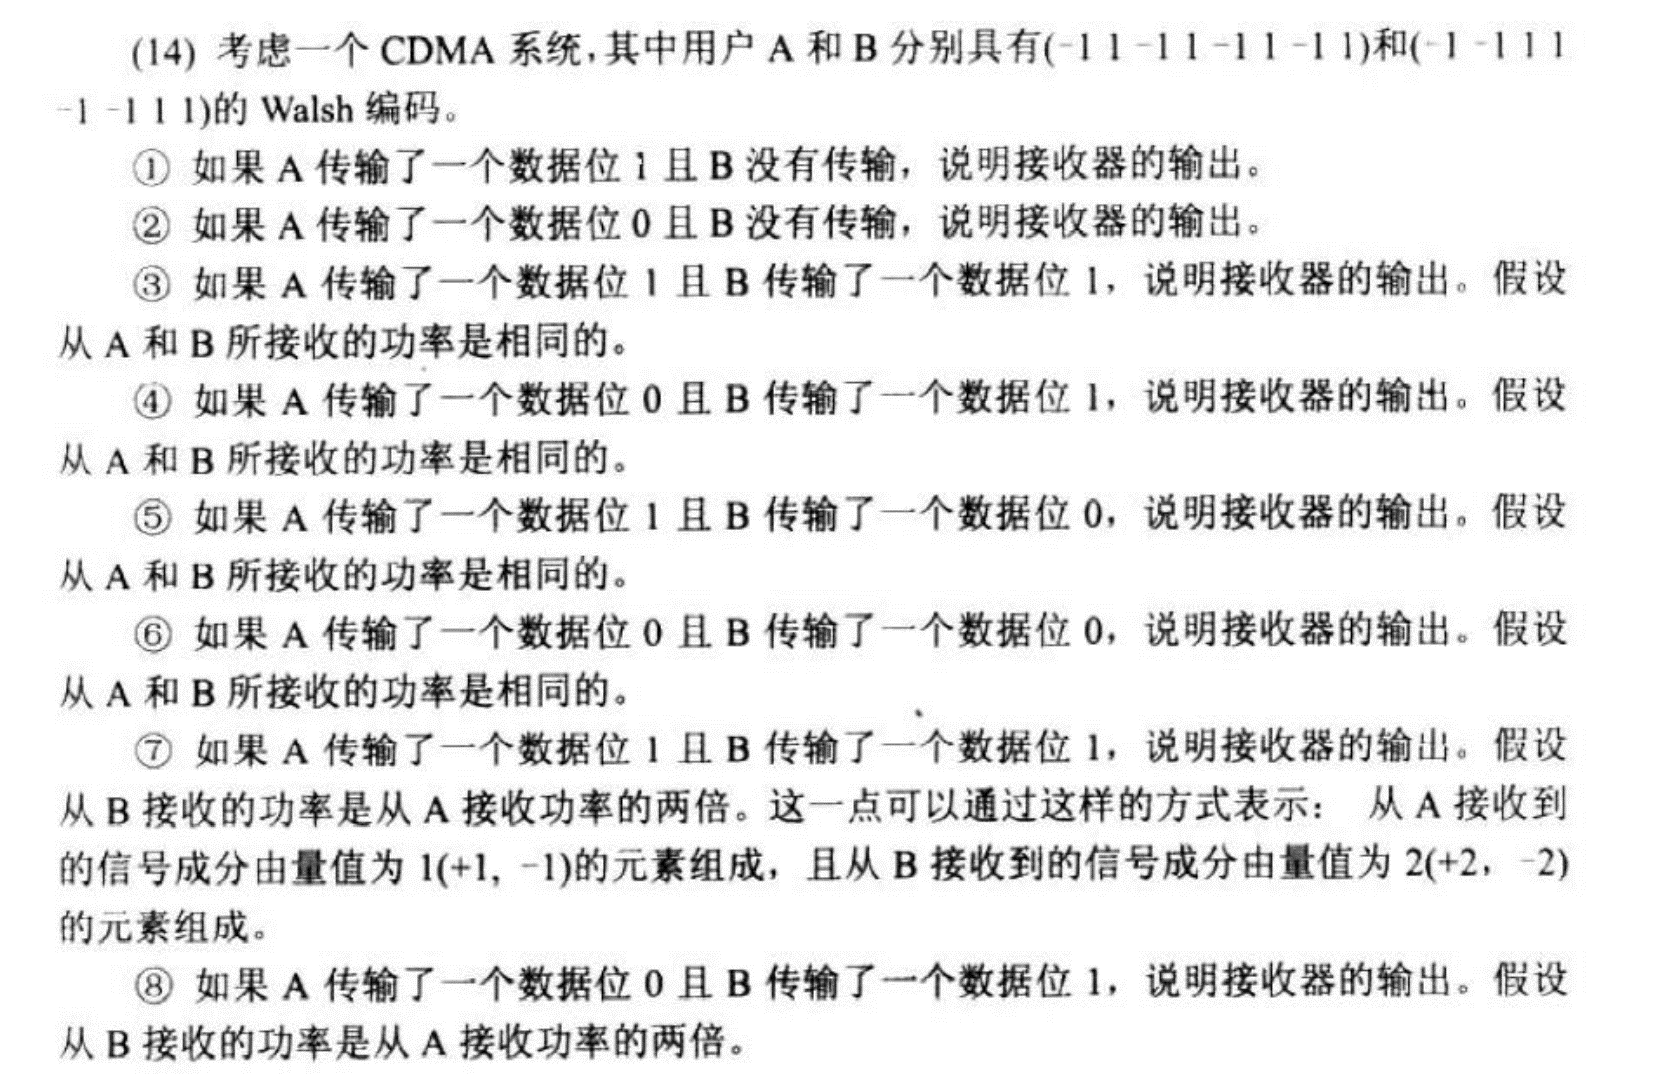 (14) 考虑一个 CDMA 系统,其中用户 A 和 B 分别具有(-1 1 -1 1 -1 1 -1 1)和(-1 -1 1 1
-1 -1 1 1)的 Walsh 编码。
① 如果 A 传输了一个数据位 1 且 B 没有传输，说明接收器的输出。
② 如果 A 传输了一个数据位 0 且 B 没有传输，说明接收器的输出。
③ 如果 A 传输了一个数据位 1 且 B 传输了一个数据位 1，说明接收器的输出。假设
从 A 和 B 所接收的功率是相同的。
④ 如果 A 传输了一个数据位 0 且 B 传输了一个数据位 1，说明接收器的输出。假设
从 A 和 B 所接收的功率是相同的。
⑤ 如果 A 传输了一个数据位 1 且 B 传输了一个数据位 0，说明接收器的输出。假设
从 A 和 B 所接收的功率是相同的。
⑥ 如果 A 传输了一个数据位 0 且 B 传输了一个数据位 0，说明接收器的输出。假设
从 A 和 B 所接收的功率是相同的。
⑦ 如果 A 传输了一个数据位 1 且 B 传输了一个数据位 1，说明接收器的输出。假设
从 B 接收的功率是从 A 接收功率的两倍。这一点可以通过这样的方式表示： 从 A 接收到
的信号成分由量值为 1(+1, -1)的元素组成，且从 B 接收到的信号成分由量值为 2(+2, -2)
的元素组成。
⑧ 如果 A 传输了一个数据位 0 且 B 传输了一个数据位 1，说明接收器的输出。假设
从 B 接收的功率是从 A 接收功率的两倍。